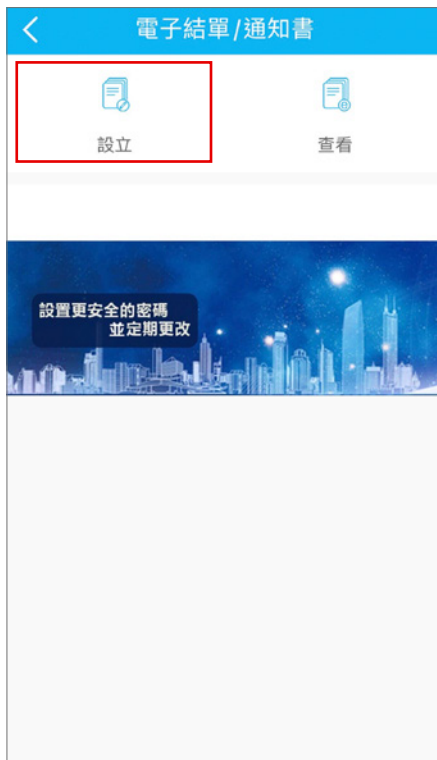 電子結單/通知書
設立
查看
設置更安全的密碼
並定期更改